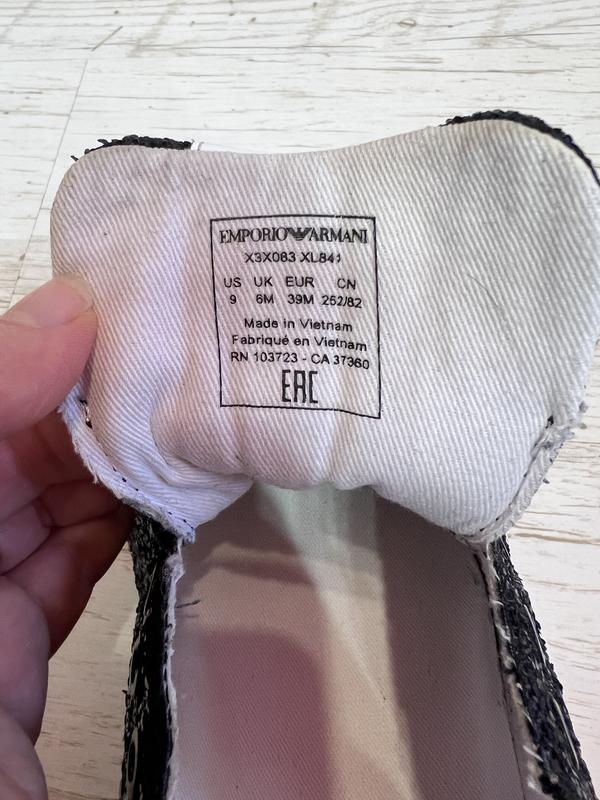 EMPORIO ARMANI
X3X083 XL841
US UK EUR CN
9 6M 39M 252/82
Made in Vietnam
Fabriqué en Vietnam
RN 103723 - CA 37360
EAC